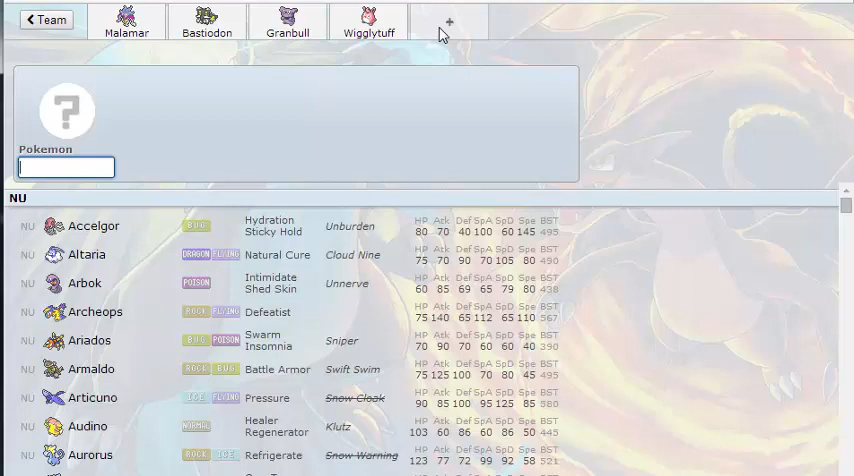 Team
Malamar Bastiodon Granbull Wigglytuff +
?
Pokemon
NU
Hydration
NU Accelgor BUG Sticky Hold Unburden
HP Atk Def SpA SpD Spe BST
80 70 40 100 60 145 495
NU Altaria DRAGON FLYING Natural Cure Cloud Nine
HP Atk Def SpA SpD Spe BST
75 70 90 70 105 80 490
Intimidate
NU Arbok POISON Shed Skin Unnerve
HP Atk Def SpA SpD Spe BST
60 85 69 65 79 80 438
NU Archeops ROCK FLYING Defeatist
HP Atk Def SpA SpD Spe BST
75 140 65 112 65 110 567
Swarm
NU Ariados BUG POISON Insomnia Sniper
HP Atk Def SpA SpD Spe BST
70 90 70 60 60 40 390
NU Armaldo ROCK BUG Battle Armor Swift Swim
HP Atk Def SpA SpD Spe BST
75 125 100 70 80 45 495
NU Articuno ICE FLYING Pressure Snow Cloak
HP Atk Def SpA SpD Spe BST
90 85 100 95 125 85 580
Healer
NU Audino NORMAL Regenerator Klutz
HP Atk Def SpA SpD Spe BST
103 60 86 60 86 50 445
NU Aurorus ROCK ICE Refrigerate Snow Warning
HP Atk Def SpA SpD Spe BST
123 77 72 99 92 58 521